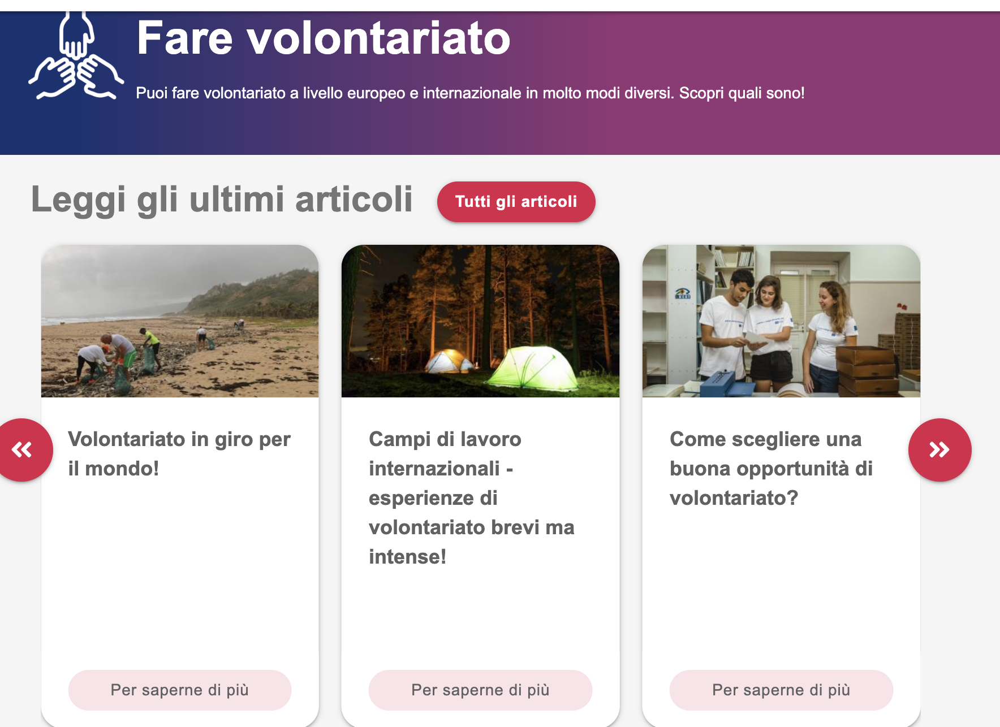 Fare volontariato
Puoi fare volontariato a livello europeo e internazionale in molto modi diversi. Scopri quali sono!
Leggi gli ultimi articoli
Tutti gli articoli
Volontariato in giro per
il mondo!
Per saperne di più
Campi di lavoro
internazionali -
esperienze di
volontariato brevi ma
intense!
Per saperne di più
Come scegliere una
buona opportunità di
volontariato?
Per saperne di più